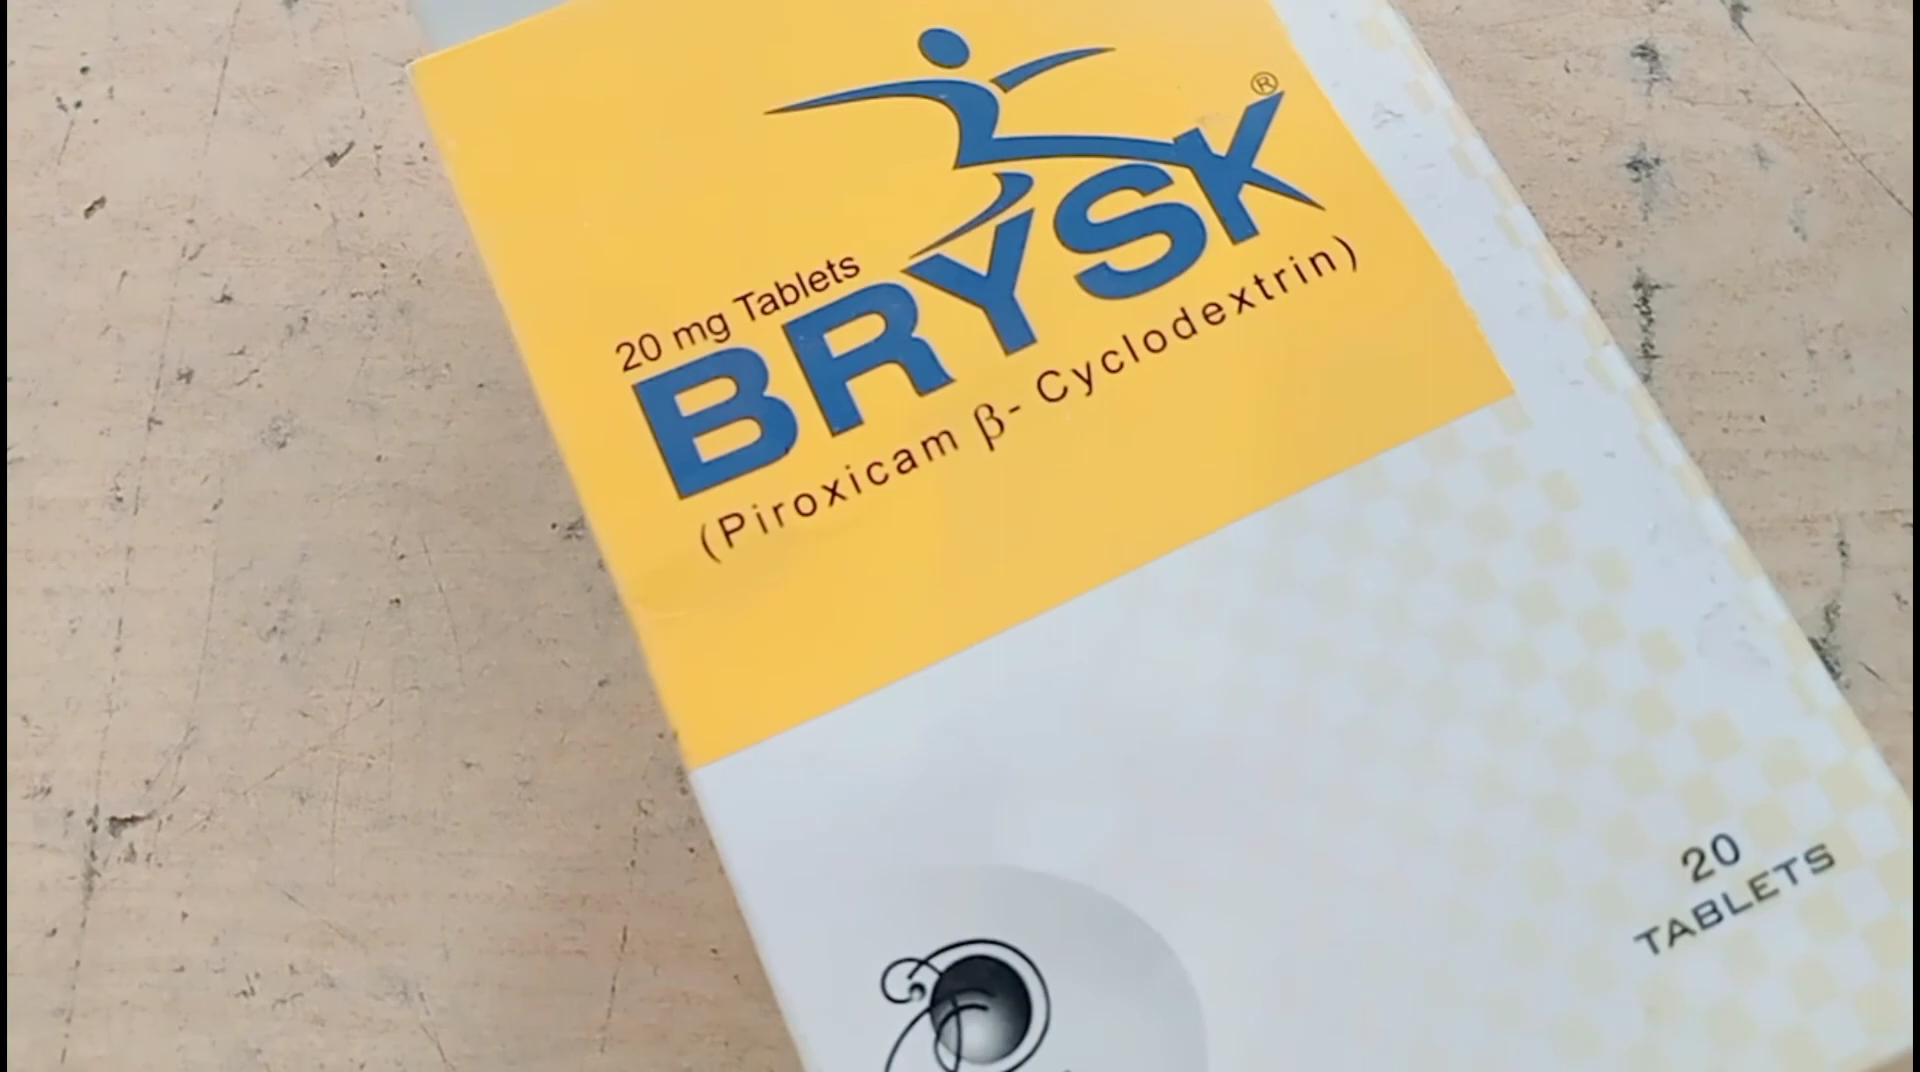 20 mg Tablets
BRYSK®
(Piroxicam β- Cyclodextrin)
20
TABLETS